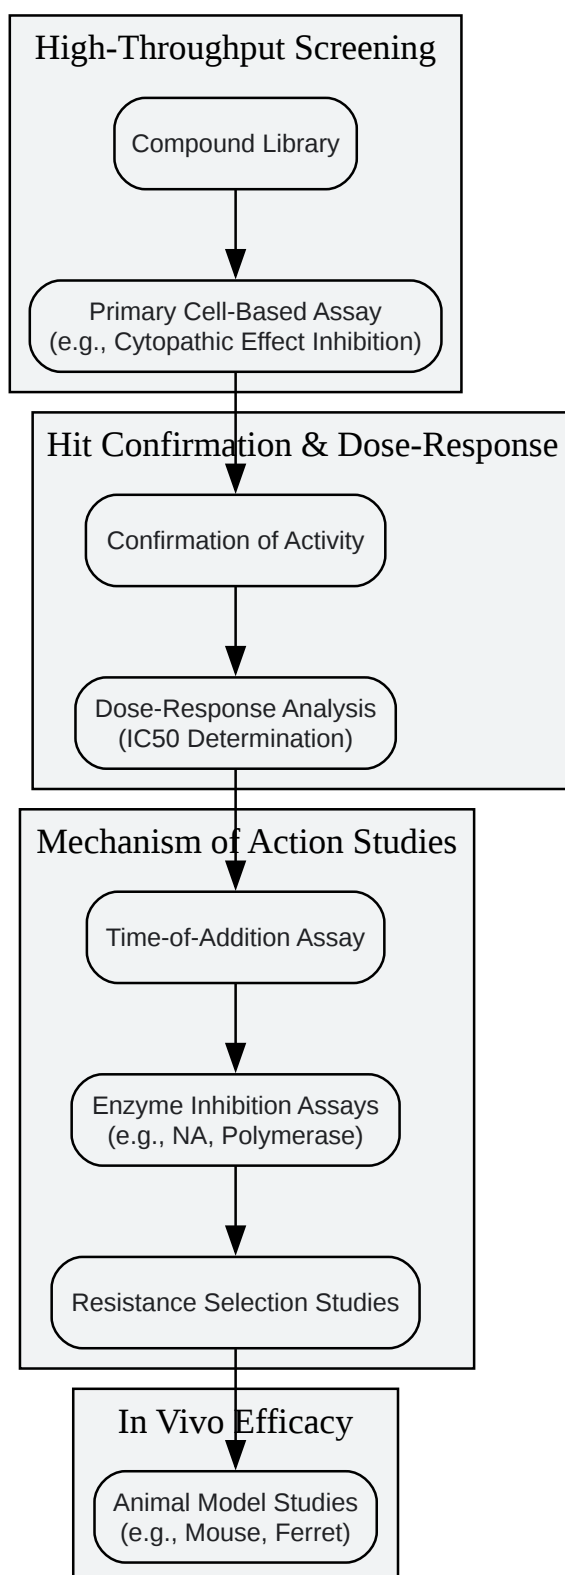 High-Throughput Screening
Compound Library
Primary Cell-Based Assay
(e.g., Cytopathic Effect Inhibition)
Hit Confirmation & Dose-Response
Confirmation of Activity
Dose-Response Analysis
(IC50 Determination)
Mechanism of Action Studies
Time-of-Addition Assay
Enzyme Inhibition Assays
(e.g., NA, Polymerase)
Resistance Selection Studies
In Vivo Efficacy
Animal Model Studies
(e.g., Mouse, Ferret)